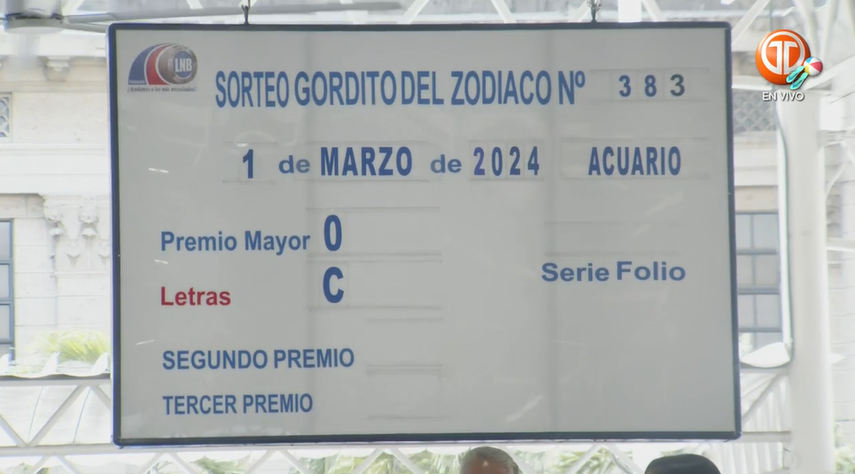 LNB
SORTEO GORDITO DEL ZODIACO Nº 383
1 de MARZO de 2024 ACUARIO
Premio Mayor 0
Letras C
Serie Folio
SEGUNDO PREMIO
TERCER PREMIO
EN VIVO